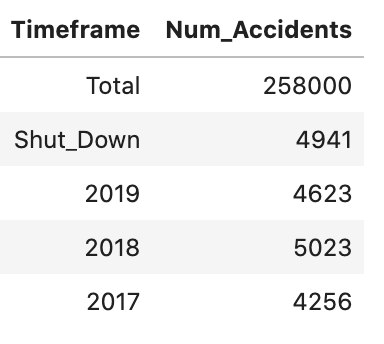 Timeframe Num_Accidents
Total 258000
Shut_Down 4941
2019 4623
2018 5023
2017 4256